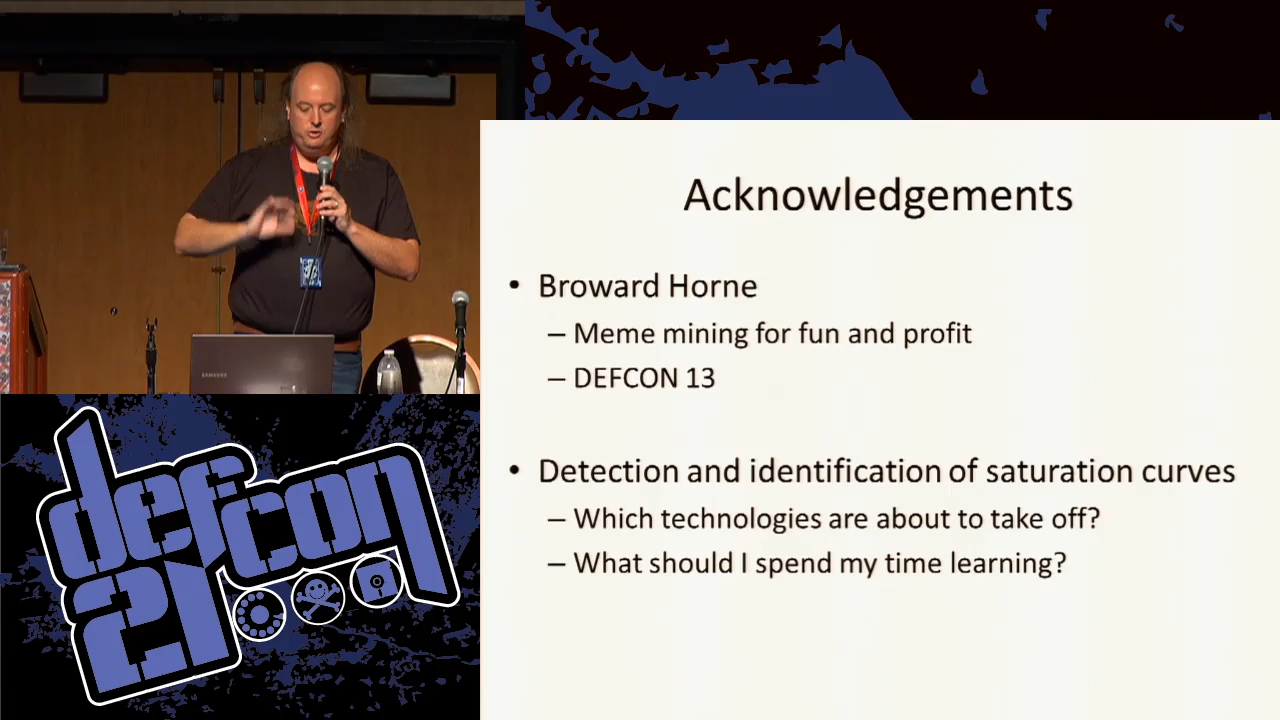 Acknowledgements
• Broward Horne
– Meme mining for fun and profit
– DEFCON 13
• Detection and identification of saturation curves
– Which technologies are about to take off?
– What should I spend my time learning?
SAMSUNG
defcon
21